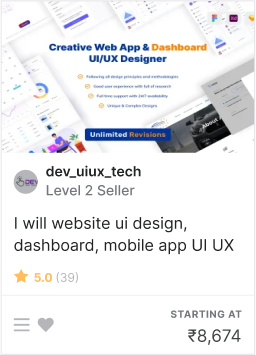 Creative Web App & Dashboard
UI/UX Designer
Following all design principles and methodologies
Good user experience with full of research
Full time support with 24/7 availability
Unique & Complex Designs
Unlimited Revisions
About
dev_uiux_tech
Level 2 Seller
I will website ui design,
dashboard, mobile app UI UX
5.0 (39)
STARTING AT
₹8,674